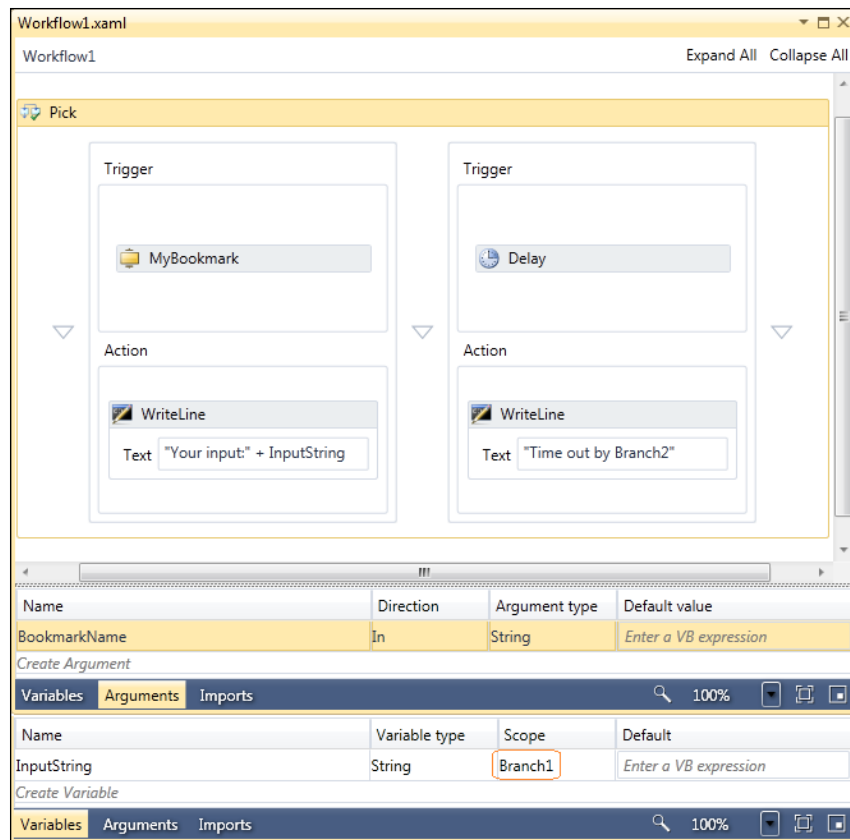 Workflow1.xaml
Workflow1 Expand All Collapse All
Pick
Trigger Trigger
MyBookmark Delay
Action Action
WriteLine WriteLine
Text "Your input:" + InputString Text "Time out by Branch2"
Name Direction Argument type Default value
BookmarkName In String Enter a VB expression
Create Argument
Variables Arguments Imports 100%
Name Variable type Scope Default
InputString String Branch1 Enter a VB expression
Create Variable
Variables Arguments Imports 100%